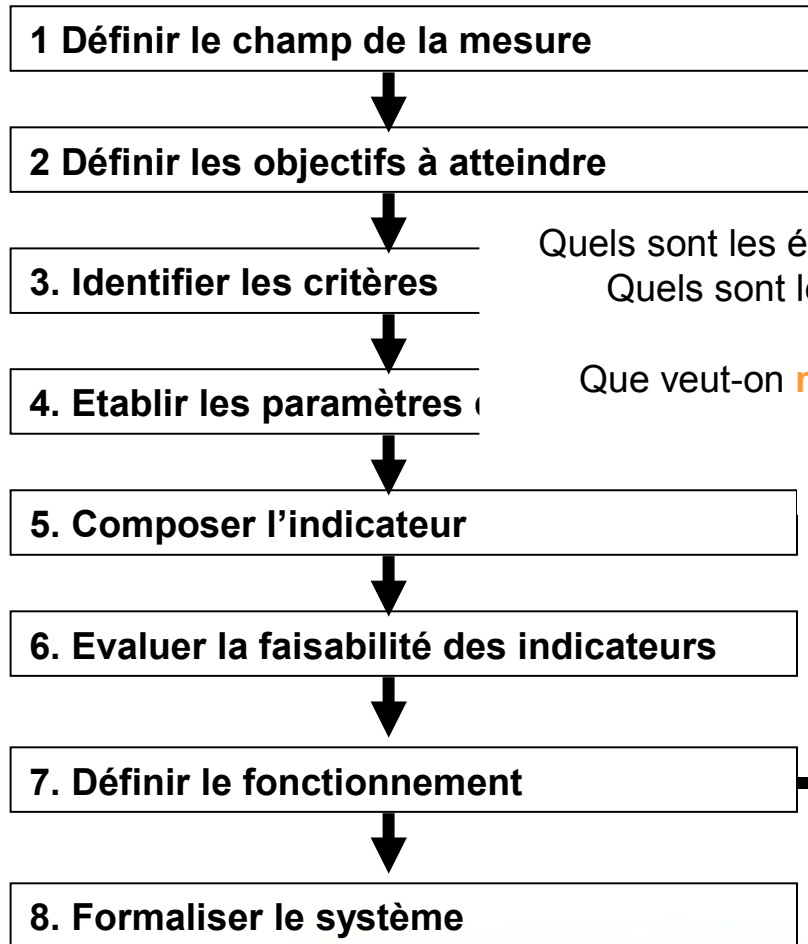 1 Définir le champ de la mesure
2 Définir les objectifs à atteindre
Quels sont les
3. Identifier les critères
Quels sont
Que veut-on
4. Etablir les paramètres
5. Composer l’indicateur
6. Evaluer la faisabilité des indicateurs
7. Définir le fonctionnement
8. Formaliser le système